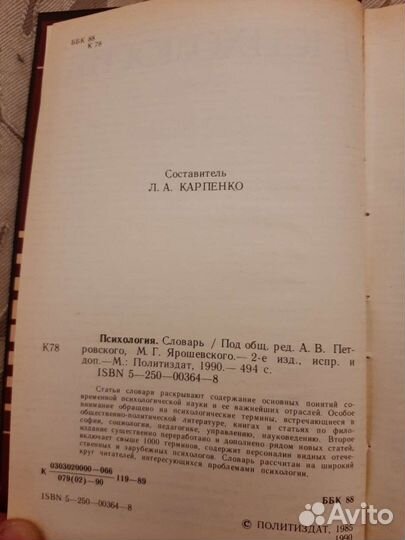 ББК 88
К 78
Составитель
Л. А. КАРПЕНКО
Психология. Словарь / Под общ. ред. А. В. Пет-
К78 ровского, М. Г. Ярошевского.— 2-е изд., испр. и
доп.—М.: Политиздат, 1990.— 494 с.
ISBN 5—250—00364—8
Статьи словаря раскрывают содержание основных понятий со-
временной психологической науки и ее важнейших отраслей. Особое
внимание обращено на психологические термины, встречающиеся в
общественно-политической литературе, книгах и статьях по фило-
софии, социологии, педагогике, управлению, науковедению. Второе
издание существенно переработано и дополнено рядом новых статей,
включает свыше 1000 терминов, содержит персоналии видных отече-
ственных и зарубежных психологов. Словарь рассчитан на широкий
круг читателей, интересующихся проблемами психологии.
К 0303020000—066
079(02)—90 119—89
ББК 88
ISBN 5—250—00364—8
© ПОЛИТИЗДАТ, 1985
1990
Avito